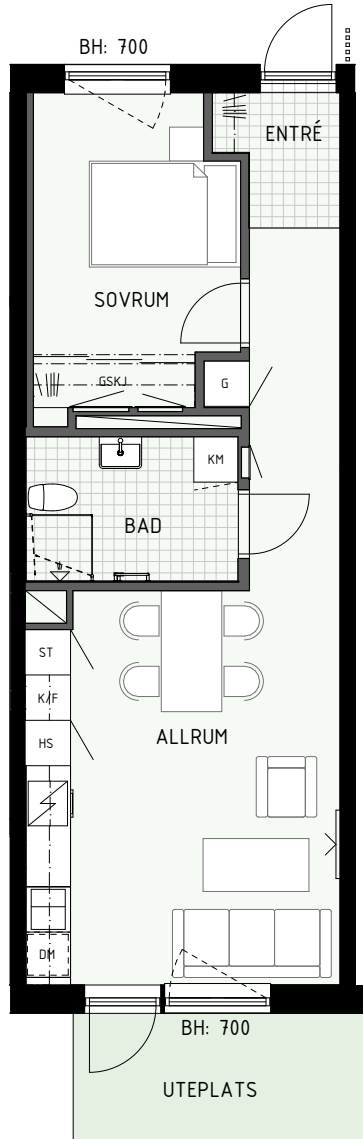 BH: 700
ENTRÉ
SOVRUM
GSKJ
G
KM
BAD
ST
K/F
ALLRUM
HS
DM
BH: 700
UTEPLATS